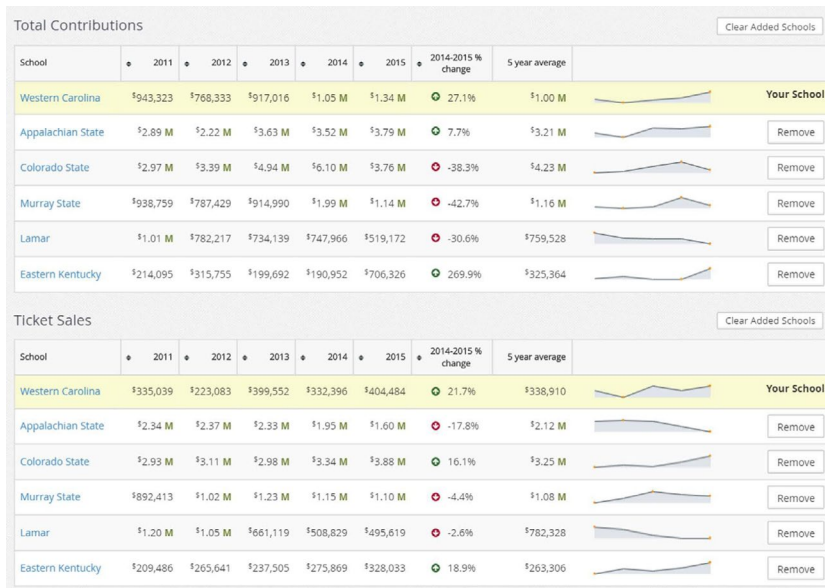 Total Contributions Clear Added Schools
School 2011 2012 2013 2014 2015 2014-2015 % change 5 year average
Western Carolina $943,323 $768,333 $917,016 $1.05 M $1.34 M 27.1% $1.00 M Your School
Appalachian State $2.89 M $2.22 M $3.63 M $3.52 M $3.79 M 7.7% $3.21 M Remove
Colorado State $2.97 M $3.39 M $4.94 M $6.10 M $3.76 M -38.3% $4.23 M Remove
Murray State $938,759 $787,429 $914,990 $1.99 M $1.14 M -42.7% $1.16 M Remove
Lamar $1.01 M $782,217 $734,139 $747,966 $519,172 -30.6% $759,528 Remove
Eastern Kentucky $214,095 $315,755 $199,692 $190,952 $706,326 269.9% $325,364 Remove
Ticket Sales Clear Added Schools
School 2011 2012 2013 2014 2015 2014-2015 % change 5 year average
Western Carolina $335,039 $223,083 $399,552 $332,396 $404,484 21.7% $338,910 Your School
Appalachian State $2.34 M $2.37 M $2.33 M $1.95 M $1.60 M -17.8% $2.12 M Remove
Colorado State $2.93 M $3.11 M $2.98 M $3.34 M $3.88 M 16.1% $3.25 M Remove
Murray State $892,413 $1.02 M $1.23 M $1.15 M $1.10 M -4.4% $1.08 M Remove
Lamar $1.20 M $1.05 M $661,119 $508,829 $495,619 -2.6% $782,328 Remove
Eastern Kentucky $209,486 $265,641 $237,505 $275,869 $328,033 18.9% $263,306 Remove